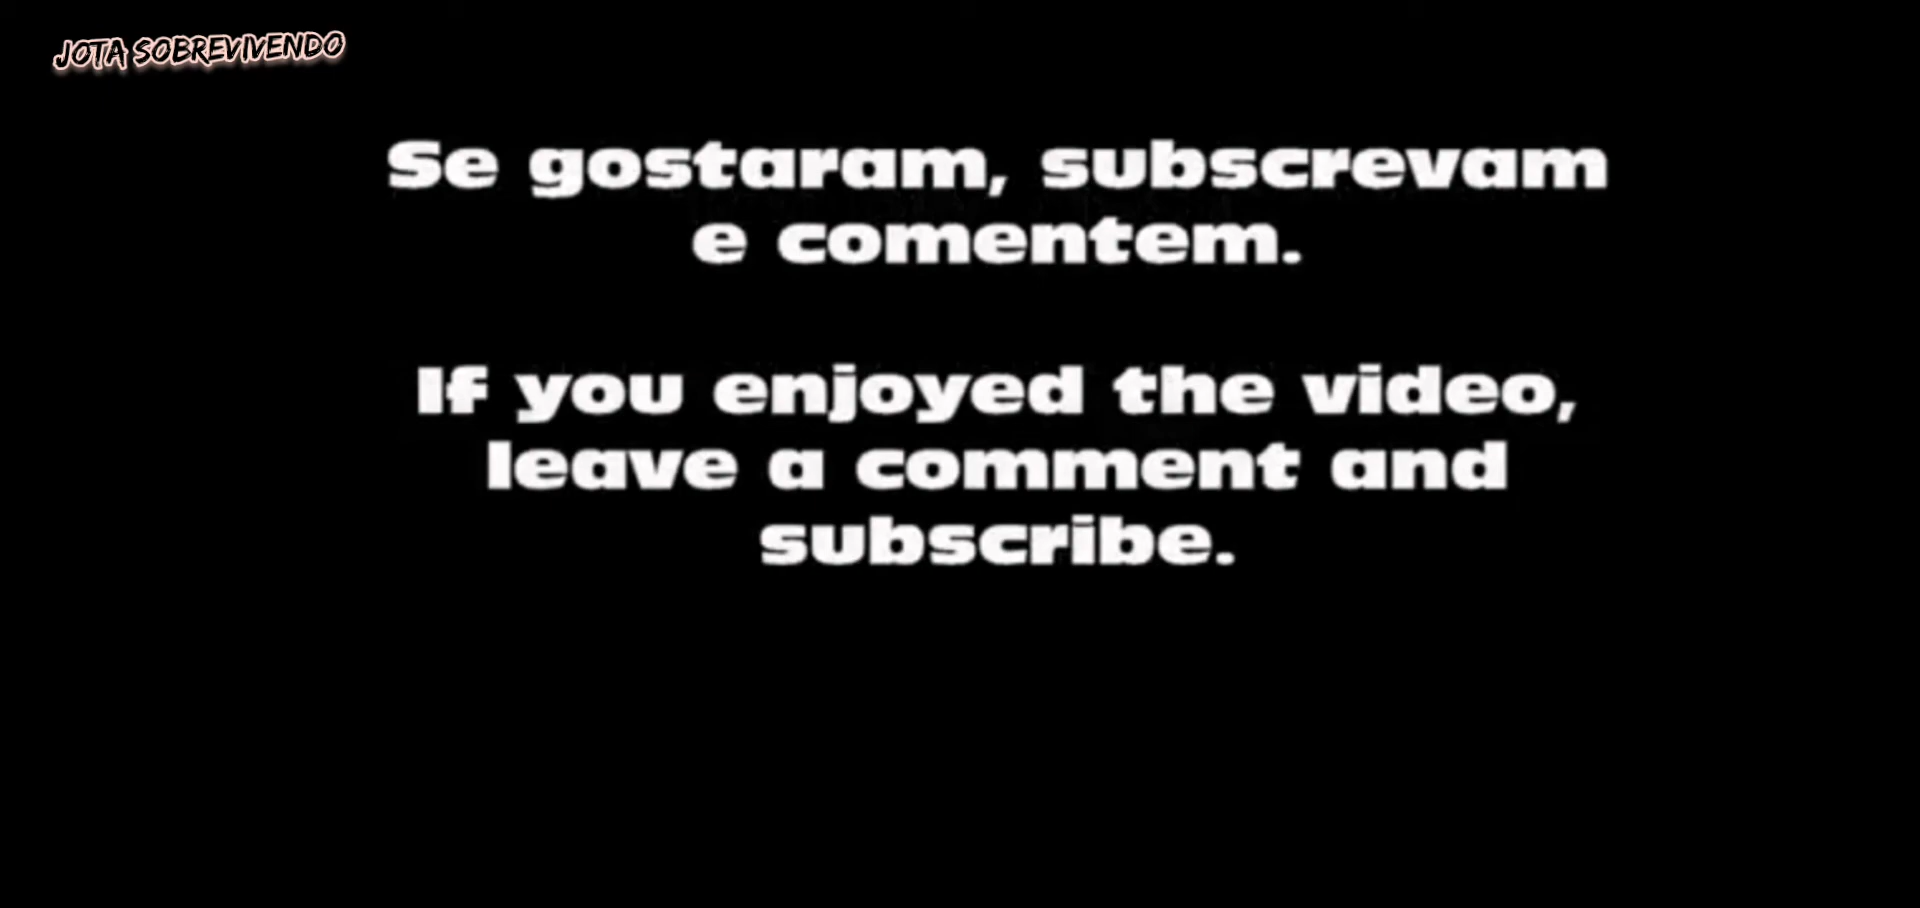 JOTA SOBREVIVENDO
Se gostaram, subscrevam
e comentem.
If you enjoyed the video,
leave a comment and
subscribe.